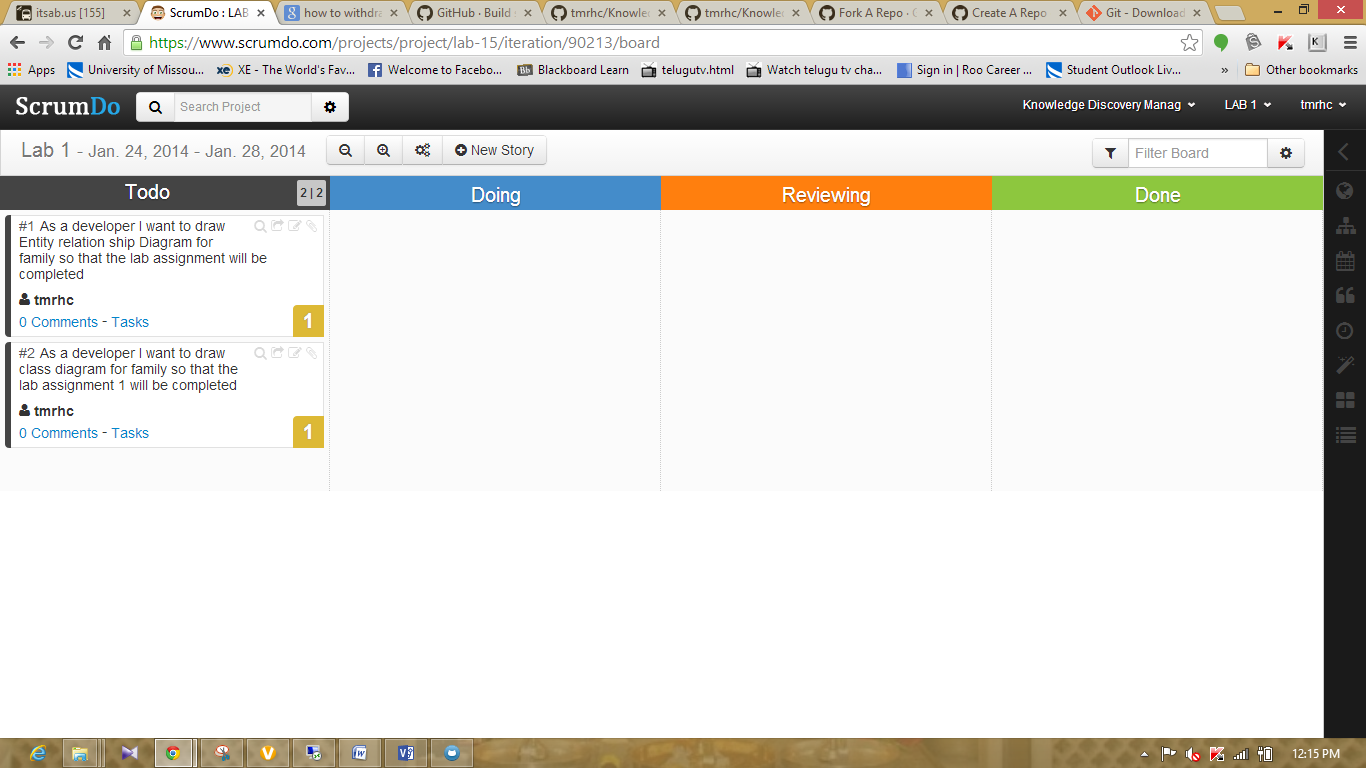 itsab.us [155]
ScrumDo : LAB
how to withdra
GitHub · Build s
tmrhc/Knowle
tmrhc/Knowle
Fork A Repo · G
Create A Repo
Git - Download
https://www.scrumdo.com/projects/project/lab-15/iteration/90213/board
Apps
University of Missou...
XE - The World's Fav...
Welcome to Facebo...
Bb
Blackboard Learn
telugutv.html
Watch telugu tv cha...
Sign in | Roo Career ...
Student Outlook Liv...
»
Other bookmarks
ScrumDo
Search Project
Knowledge Discovery Manag
LAB 1
tmrhc
Lab 1 - Jan. 24, 2014 - Jan. 28, 2014
New Story
Filter Board
Todo
2 | 2
Doing
Reviewing
Done
#1 As a developer I want to draw
Entity relation ship Diagram for
family so that the lab assignment will be
completed
tmrhc
0 Comments - Tasks
1
#2 As a developer I want to draw
class diagram for family so that the
lab assignment 1 will be completed
tmrhc
0 Comments - Tasks
1
12:15 PM